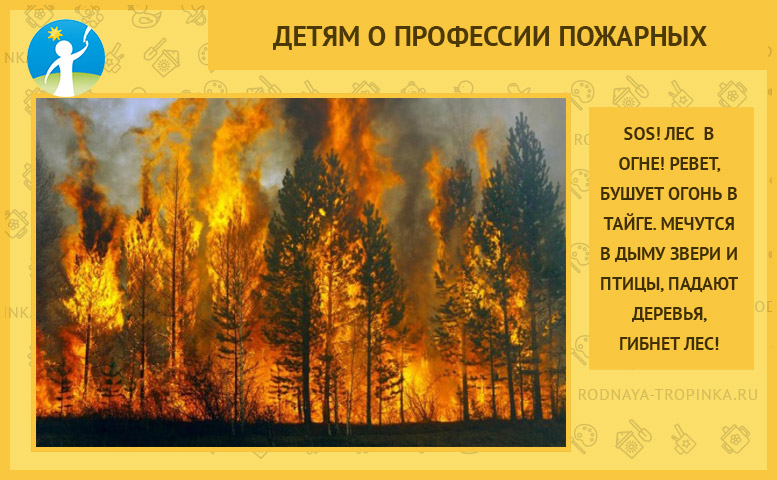 ДЕТЯМ О ПРОФЕССИИ ПОЖАРНЫХ
SOS! ЛЕС В
ОГНЕ! РЕВЕТ,
БУШУЕТ ОГОНЬ В
ТАЙГЕ. МЕЧУТСЯ
В ДЫМУ ЗВЕРИ И
ПТИЦЫ, ПАДАЮТ
ДЕРЕВЬЯ,
ГИБНЕТ ЛЕС!
RODNAYA-TROPINKA.RU